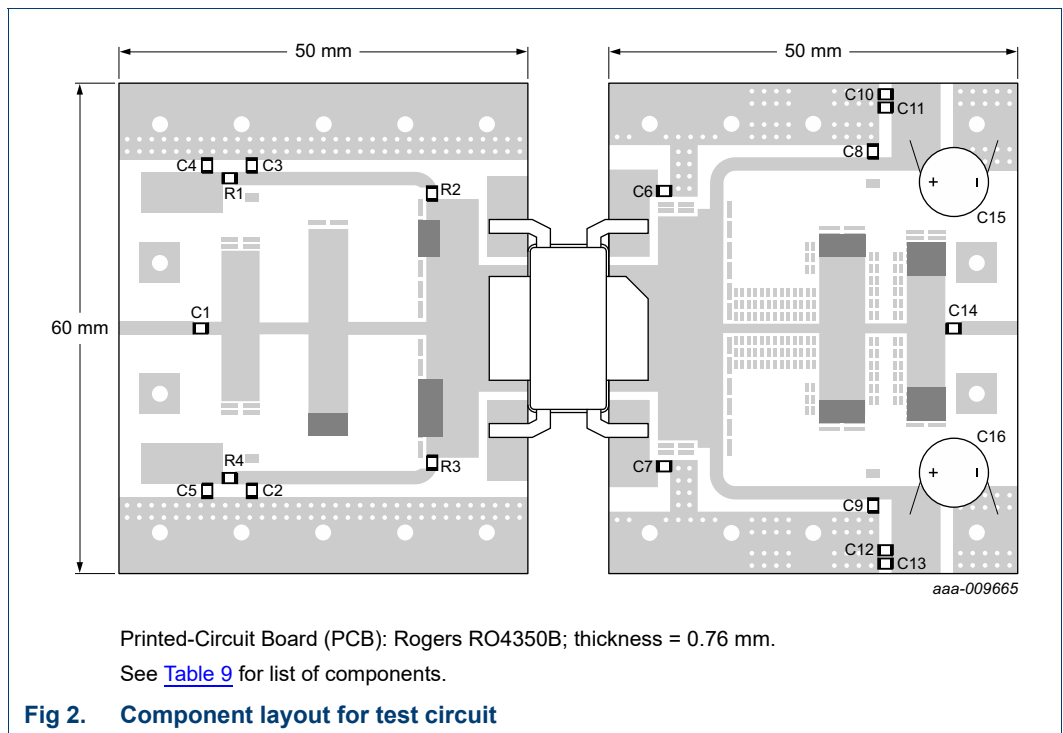 50 mm
50 mm
60 mm
C10
C11
C4
C3
C8
R1
R2
C6
+
-
C15
C1
C14
C16
R4
R3
C7
+
-
C5
C2
C9
C12
C13
aaa-009665
Printed-Circuit Board (PCB): Rogers RO4350B; thickness = 0.76 mm.
See Table 9 for list of components.
Fig 2. Component layout for test circuit